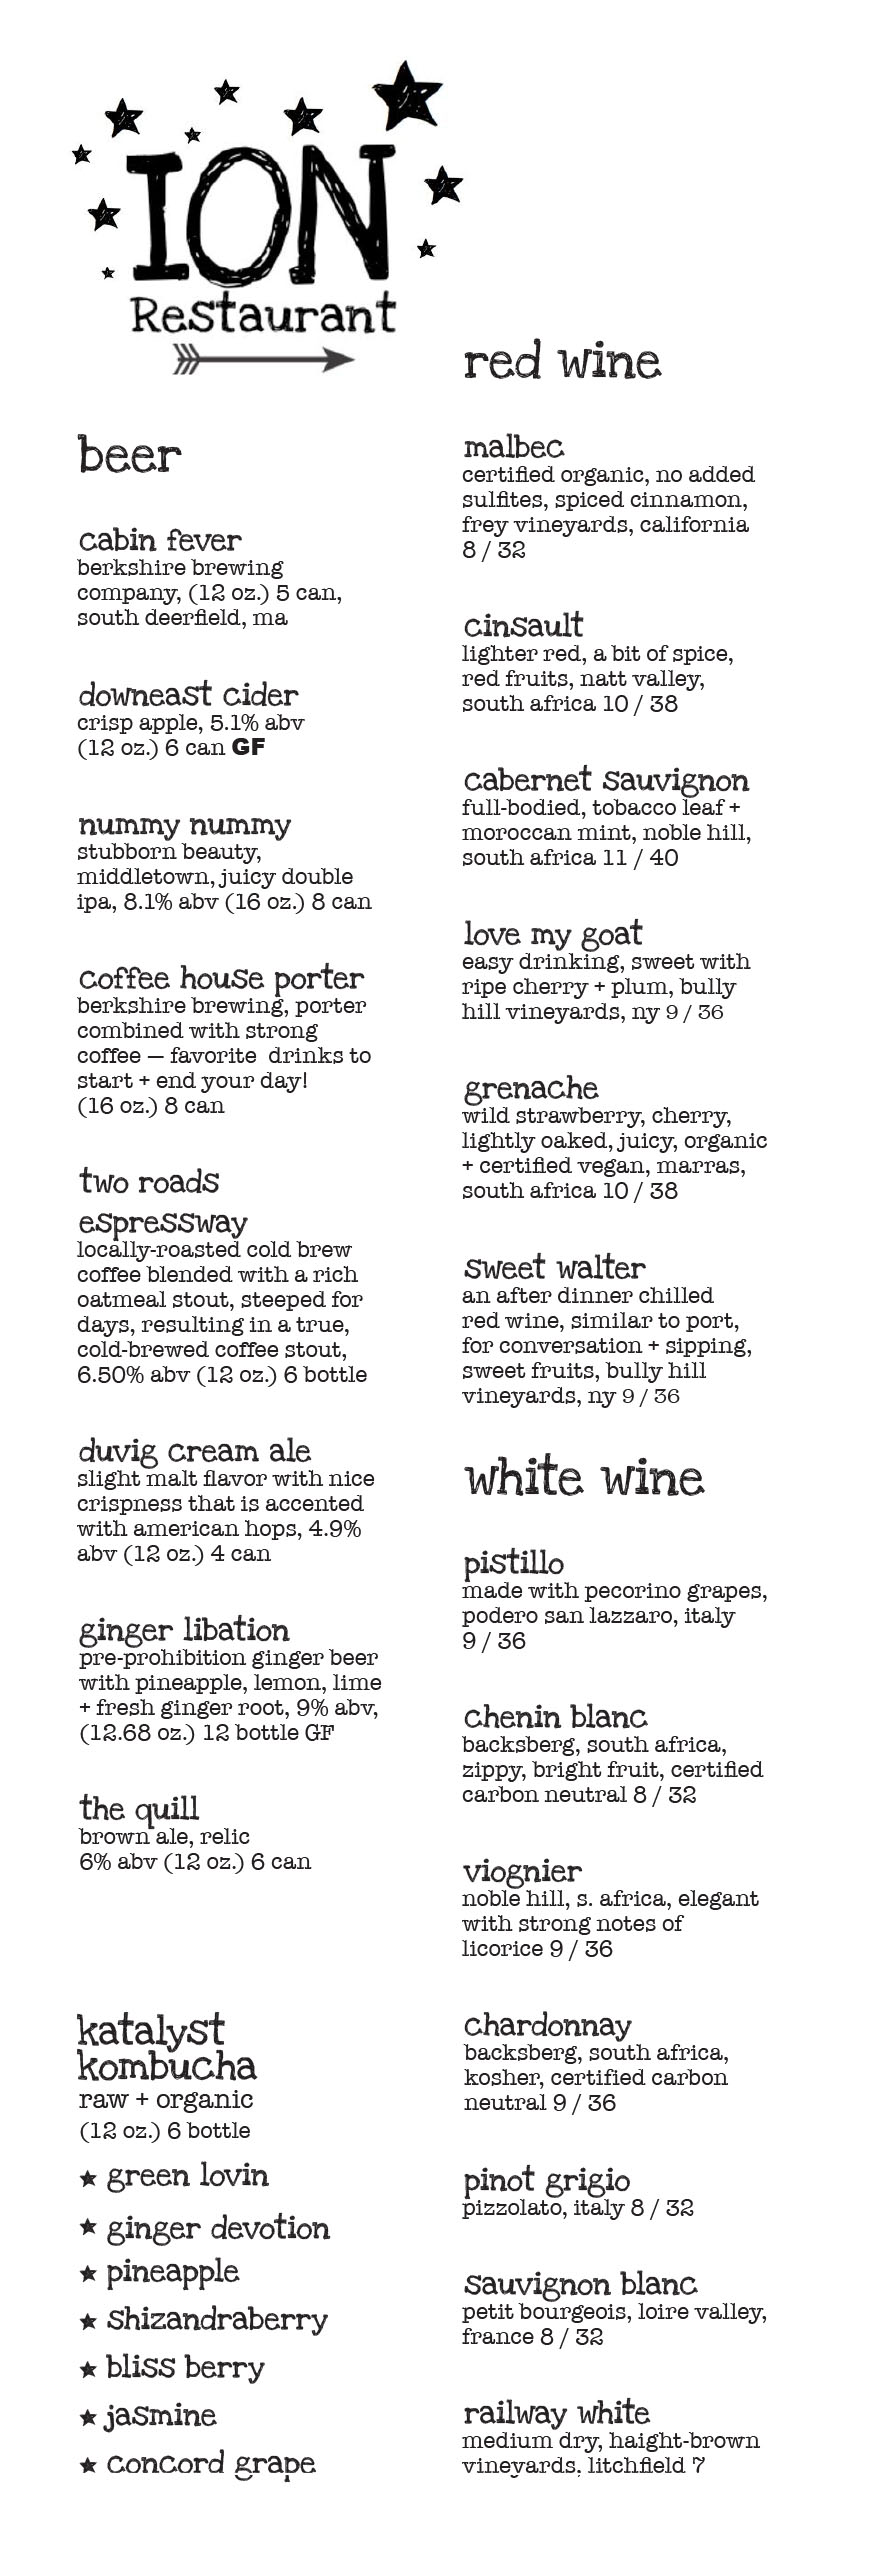 ION
Restaurant
beer
cabin fever
berkshire brewing
company, (12 oz.) 5 can,
south deerfield, ma
downeast cider
crisp apple, 5.1% abv
(12 oz.) 6 can GF
nummy nummy
stubborn beauty,
middletown, juicy double
ipa, 8.1% abv (16 oz.) 8 can
coffee house porter
berkshire brewing, porter
combined with strong
coffee — favorite  drinks to
start + end your day!
(16 oz.) 8 can
two roads
espressway
locally-roasted cold brew
coffee blended with a rich
oatmeal stout, steeped for
days, resulting in a true,
cold-brewed coffee stout,
6.50% abv (12 oz.) 6 bottle
duvig cream ale
slight malt flavor with nice
crispness that is accented
with american hops, 4.9%
abv (12 oz.) 4 can
ginger libation
pre-prohibition ginger beer
with pineapple, lemon, lime
+ fresh ginger root, 9% abv,
(12.68 oz.) 12 bottle GF
the quill
brown ale, relic
6% abv (12 oz.) 6 can
katalyst
kombucha
raw + organic
(12 oz.) 6 bottle
green lovin
ginger devotion
pineapple
shizandraberry
bliss berry
jasmine
concord grape
red wine
malbec
certified organic, no added
sulfites, spiced cinnamon,
frey vineyards, california
8 / 32
cinsault
lighter red, a bit of spice,
red fruits, natt valley,
south africa 10 / 38
cabernet sauvignon
full-bodied, tobacco leaf +
moroccan mint, noble hill,
south africa 11 / 40
love my goat
easy drinking, sweet with
ripe cherry + plum, bully
hill vineyards, ny 9 / 36
grenache
wild strawberry, cherry,
lightly oaked, juicy, organic
+ certified vegan, marras,
south africa 10 / 38
sweet walter
an after dinner chilled
red wine, similar to port,
for conversation + sipping,
sweet fruits, bully hill
vineyards, ny 9 / 36
white wine
pistillo
made with pecorino grapes,
podero san lazzaro, italy
9 / 36
chenin blanc
backsberg, south africa,
zippy, bright fruit, certified
carbon neutral 8 / 32
viognier
noble hill, s. africa, elegant
with strong notes of
licorice 9 / 36
chardonnay
backsberg, south africa,
kosher, certified carbon
neutral 9 / 36
pinot grigio
pizzolato, italy 8 / 32
sauvignon blanc
petit bourgeois, loire valley,
france 8 / 32
railway white
medium dry, haight-brown
vineyards, litchfield 7